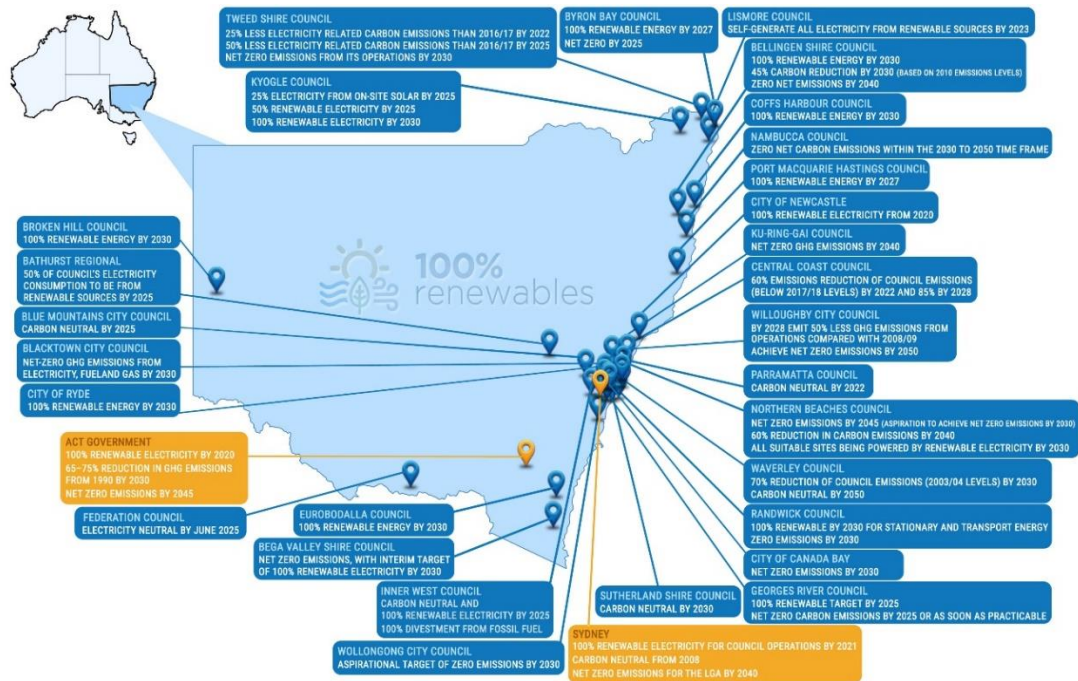 TWEED SHIRE COUNCIL
25% LESS ELECTRICITY RELATED CARBON EMISSIONS THAN 2016/17 BY 2022
50% LESS ELECTRICITY RELATED CARBON EMISSIONS THAN 2016/17 BY 2025
NET ZERO EMISSIONS FROM ITS OPERATIONS BY 2030
BYRON BAY COUNCIL
100% RENEWABLE ENERGY BY 2027
NET ZERO BY 2025
LISMORE COUNCIL
SELF-GENERATE ALL ELECTRICITY FROM RENEWABLE SOURCES BY 2023
BELLINGEN SHIRE COUNCIL
100% RENEWABLE ENERGY BY 2030
45% CARBON REDUCTION BY 2030 (BASED ON 2010 EMISSIONS LEVELS)
ZERO NET EMISSIONS BY 2040
KYOGLE COUNCIL
25% ELECTRICITY FROM ON-SITE SOLAR BY 2025
50% RENEWABLE ELECTRICITY BY 2025
100% RENEWABLE ELECTRICITY BY 2030
COFFS HARBOUR COUNCIL
100% RENEWABLE ENERGY BY 2030
NAMBUCCA COUNCIL
ZERO NET CARBON EMISSIONS WITHIN THE 2030 TO 2050 TIME FRAME
PORT MACQUARIE HASTINGS COUNCIL
100% RENEWABLE ENERGY BY 2027
CITY OF NEWCASTLE
100% RENEWABLE ELECTRICITY FROM 2020
KU-RING-GAI COUNCIL
NET ZERO GHG EMISSIONS BY 2040
CENTRAL COAST COUNCIL
60% EMISSIONS REDUCTION OF COUNCIL EMISSIONS
(BELOW 2017/18 LEVELS) BY 2022 AND 85% BY 2028
WILLOUGHBY CITY COUNCIL
BY 2028 EMIT 50% LESS GHG EMISSIONS FROM
OPERATIONS COMPARED WITH 2008/09
ACHIEVE NET ZERO EMISSIONS BY 2050
PARRAMATTA COUNCIL
CARBON NEUTRAL BY 2022
NORTHERN BEACHES COUNCIL
NET ZERO EMISSIONS BY 2045 (ASPIRATION TO ACHIEVE NET ZERO EMISSIONS BY 2030)
60% REDUCTION IN CARBON EMISSIONS BY 2040
ALL SUITABLE SITES BEING POWERED BY RENEWABLE ELECTRICITY BY 2030
WAVERLEY COUNCIL
70% REDUCTION OF COUNCIL EMISSIONS (2003/04 LEVELS) BY 2030
CARBON NEUTRAL BY 2050
RANDWICK COUNCIL
100% RENEWABLE BY 2030 FOR STATIONARY AND TRANSPORT ENERGY
ZERO EMISSIONS BY 2030
CITY OF CANADA BAY
NET ZERO EMISSIONS BY 2030
GEORGES RIVER COUNCIL
100% RENEWABLE TARGET BY 2025
NET ZERO CARBON EMISSIONS BY 2025 OR AS SOON AS PRACTICABLE
100%
renewables
BROKEN HILL COUNCIL
100% RENEWABLE ENERGY BY 2030
BATHURST REGIONAL
50% OF COUNCIL'S ELECTRICITY
CONSUMPTION TO BE FROM
RENEWABLE SOURCES BY 2025
BLUE MOUNTAINS CITY COUNCIL
CARBON NEUTRAL BY 2025
BLACKTOWN CITY COUNCIL
NET-ZERO GHG EMISSIONS FROM
ELECTRICITY, FUELAND GAS BY 2030
CITY OF RYDE
100% RENEWABLE ENERGY BY 2030
ACT GOVERNMENT
100% RENEWABLE ELECTRICITY BY 2020
65–75% REDUCTION IN GHG EMISSIONS
FROM 1990 BY 2030
NET ZERO EMISSIONS BY 2045
FEDERATION COUNCIL
ELECTRICITY NEUTRAL BY JUNE 2025
EUROBODALLA COUNCIL
100% RENEWABLE ENERGY BY 2030
BEGA VALLEY SHIRE COUNCIL
NET ZERO EMISSIONS, WITH INTERIM TARGET
OF 100% RENEWABLE ELECTRICITY BY 2030
INNER WEST COUNCIL
CARBON NEUTRAL AND
100% RENEWABLE ELECTRICITY BY 2025
100% DIVESTMENT FROM FOSSIL FUEL
WOLLONGONG CITY COUNCIL
ASPIRATIONAL TARGET OF ZERO EMISSIONS BY 2030
SUTHERLAND SHIRE COUNCIL
CARBON NEUTRAL BY 2030
SYDNEY
100% RENEWABLE ELECTRICITY FOR COUNCIL OPERATIONS BY 2021
CARBON NEUTRAL FROM 2008
NET ZERO EMISSIONS FOR THE LGA BY 2040